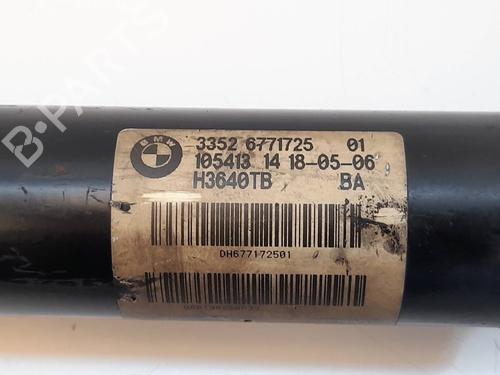 B-PARTS
BMW
3352 6771725 01
105413 14 18-05-06
H3640TB BA
DH677172501